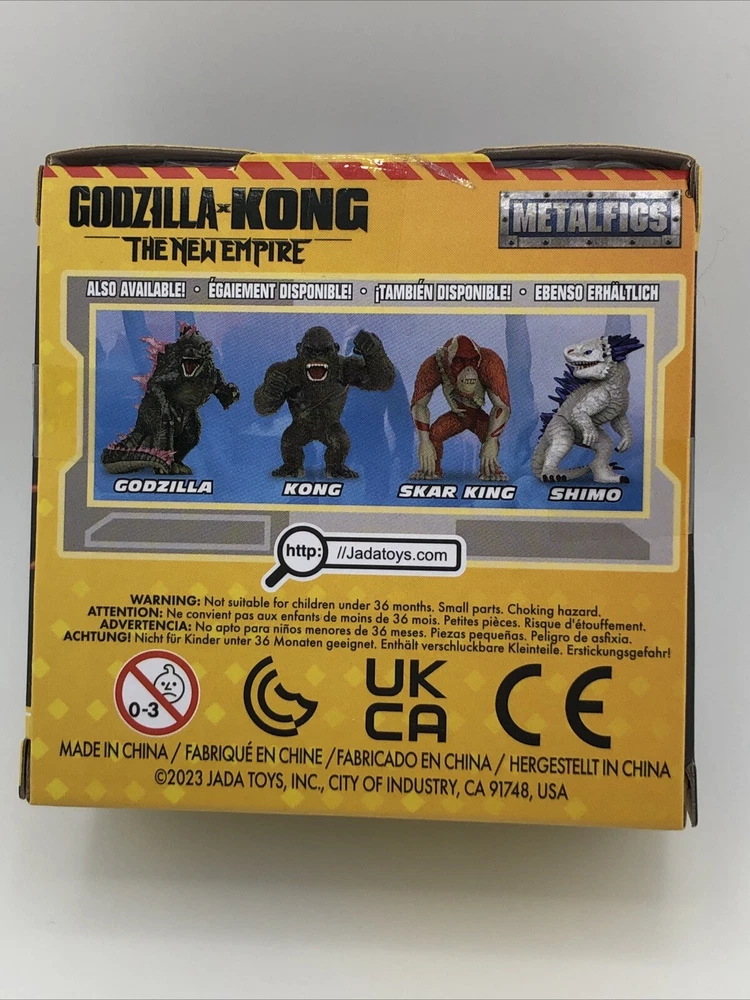 GODZILLA x KONG
THE NEW EMPIRE
METALFIGS
ALSO AVAILABLE! • ÉGAIEMENT DISPONIBLE! • ¡TAMBIÉN DISPONIBLE! • EBENSO ERHÄLTLICH
GODZILLA KONG SKAR KING SHIMO
http: //Jadatoys.com
WARNING: Not suitable for children under 36 months. Small parts. Choking hazard.
ATTENTION: Ne convient pas aux enfants de moins de 36 mois. Petites pièces. Risque d'étouffement.
ADVERTENCIA: No apto para niños menores de 36 meses. Piezas pequeñas. Peligro de asfixia.
ACHTUNG! Nicht für Kinder unter 36 Monaten geeignet. Enthält verschluckbare Kleinteile. Erstickungsgefahr!
0-3
UK
CA
CE
MADE IN CHINA / FABRIQUÉ EN CHINE / FABRICADO EN CHINA / HERGESTELLT IN CHINA
©2023 JADA TOYS, INC., CITY OF INDUSTRY, CA 91748, USA